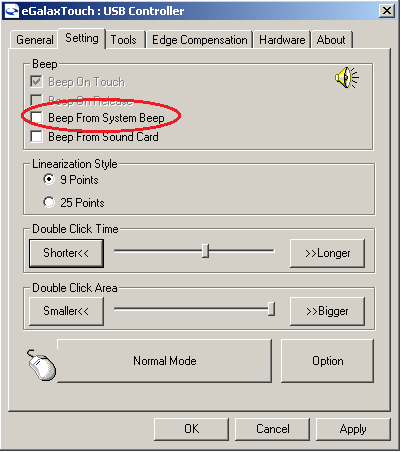 eGalaxTouch : USB Controller
General Setting Tools Edge Compensation Hardware About
Beep
Beep On Touch
Beep On Release
Beep From System Beep
Beep From Sound Card
Linearization Style
9 Points
25 Points
Double Click Time
Shorter<< >>Longer
Double Click Area
Smaller<< >>Bigger
Normal Mode Option
OK Cancel Apply